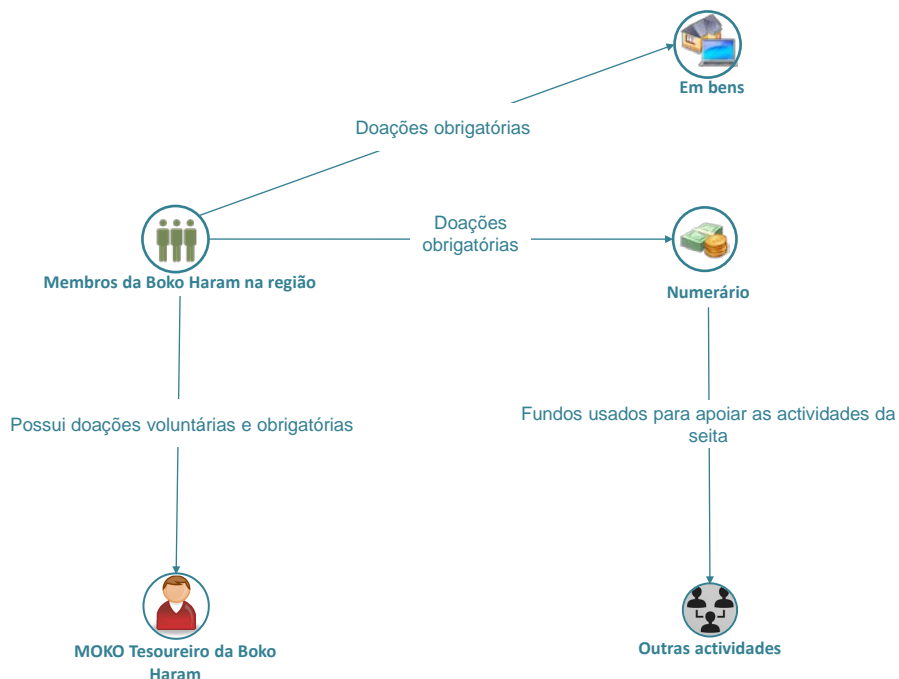 Em bens
Doações obrigatórias
Doações
obrigatórias
Membros da Boko Haram na região
Numerário
Possui doações voluntárias e obrigatórias
Fundos usados para apoiar as actividades da
seita
MOKO Tesoureiro da Boko
Haram
Outras actividades